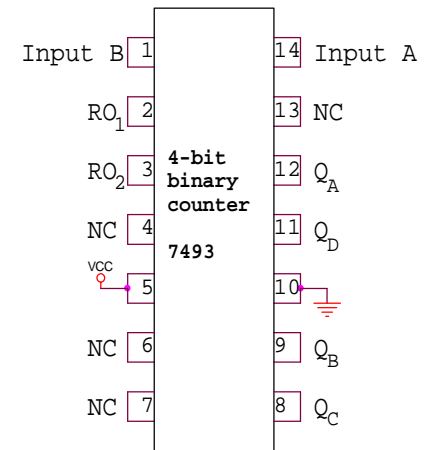 Input B 1 14 Input A
RO1 2 13 NC
RO2 3 12 QA
4-bit
binary
counter
7493
NC 4 11 QD
VCC
5 10
NC 6 9 QB
NC 7 8 QC